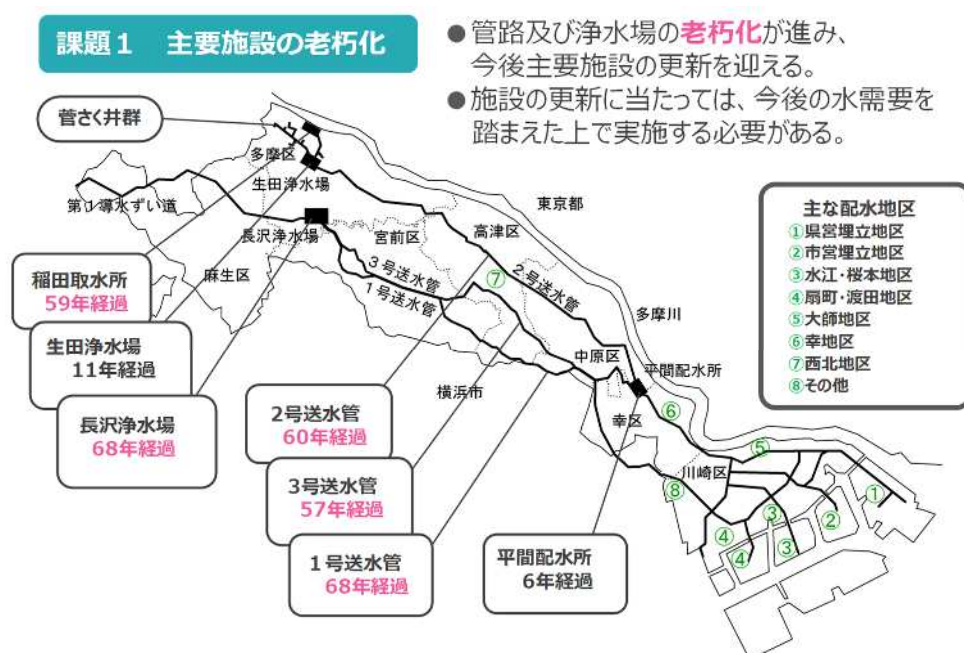 課題1 主要施設の老朽化
●管路及び浄水場の老朽化が進み、
今後主要施設の更新を迎える。
●施設の更新に当たっては、今後の水需要を
踏まえた上で実施する必要がある。
菅さく井群
多摩区
生田浄水場
第1導水ずい道
長沢浄水場
麻生区
宮前区
高津区
東京都
3号送水管
1号送水管
⑦
2号送水管
多摩川
中原区
平間配水所
横浜市
幸区
⑥
川崎区
⑤
⑧
①
②
③
④
④
③
主な配水地区
①県営埋立地区
②市営埋立地区
③水江・桜本地区
④扇町・渡田地区
⑤大師地区
⑥幸地区
⑦西北地区
⑧その他
稲田取水所
59年経過
生田浄水場
11年経過
長沢浄水場
68年経過
2号送水管
60年経過
3号送水管
57年経過
1号送水管
68年経過
平間配水所
6年経過